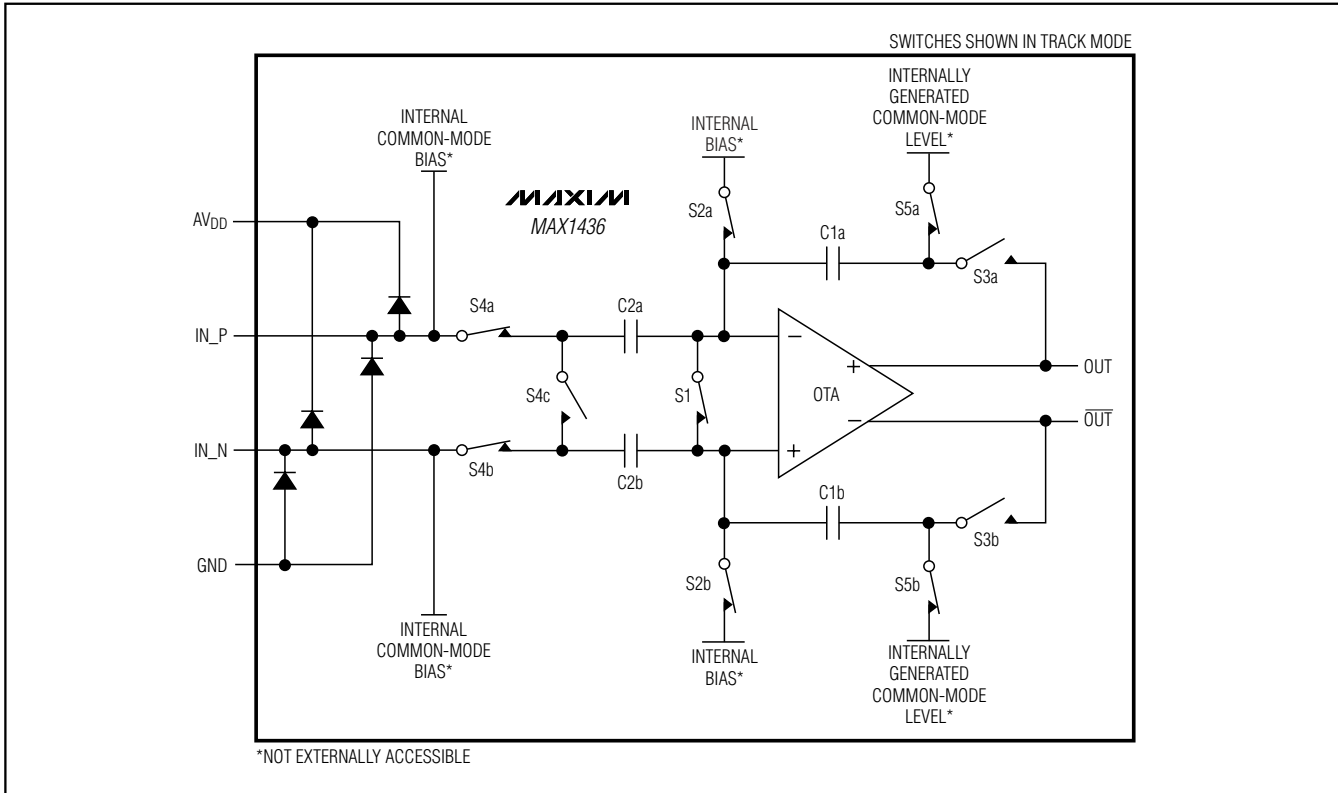 SWITCHES SHOWN IN TRACK MODE
INTERNAL
COMMON-MODE
BIAS*
INTERNAL
BIAS*
INTERNALLY
GENERATED
COMMON-MODE
LEVEL*
MAXIM
MAX1436
AVDD
S2a
S5a
C1a
S3a
S4a
C2a
IN_P
OUT
S4c
S1
OTA
− + − +
OUT
IN_N
S4b
C2b
C1b
S3b
GND
S2b
S5b
INTERNAL
COMMON-MODE
BIAS*
INTERNAL
BIAS*
INTERNALLY
GENERATED
COMMON-MODE
LEVEL*
*NOT EXTERNALLY ACCESSIBLE